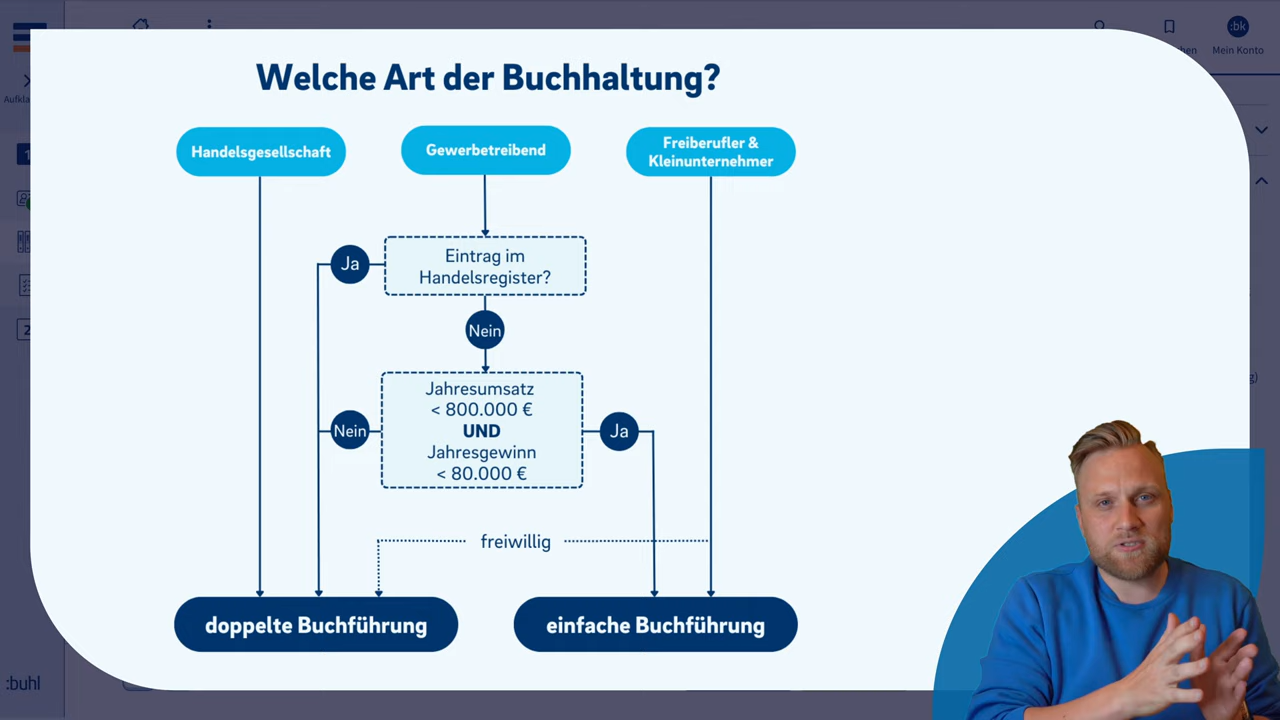 Welche Art der Buchhaltung?
Handelsgesellschaft
Gewerbetreibend
Freiberufler &
Kleinunternehmer
Eintrag im
Handelsregister?
Ja
Nein
Jahresumsatz
< 800.000 €
UND
Jahresgewinn
< 80.000 €
Nein
Ja
freiwillig
doppelte Buchführung
einfache Buchführung
:bk
Mein Konto
:buhl